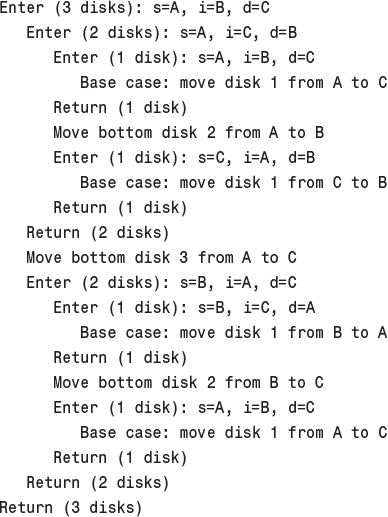 Enter (3 disks): s=A, i=B, d=C
Enter (2 disks): s=A, i=C, d=B
Enter (1 disk): s=A, i=B, d=C
Base case: move disk 1 from A to C
Return (1 disk)
Move bottom disk 2 from A to B
Enter (1 disk): s=C, i=A, d=B
Base case: move disk 1 from C to B
Return (1 disk)
Return (2 disks)
Move bottom disk 3 from A to C
Enter (2 disks): s=B, i=A, d=C
Enter (1 disk): s=B, i=C, d=A
Base case: move disk 1 from B to A
Return (1 disk)
Move bottom disk 2 from B to C
Enter (1 disk): s=A, i=B, d=C
Base case: move disk 1 from A to C
Return (1 disk)
Return (2 disks)
Return (3 disks)